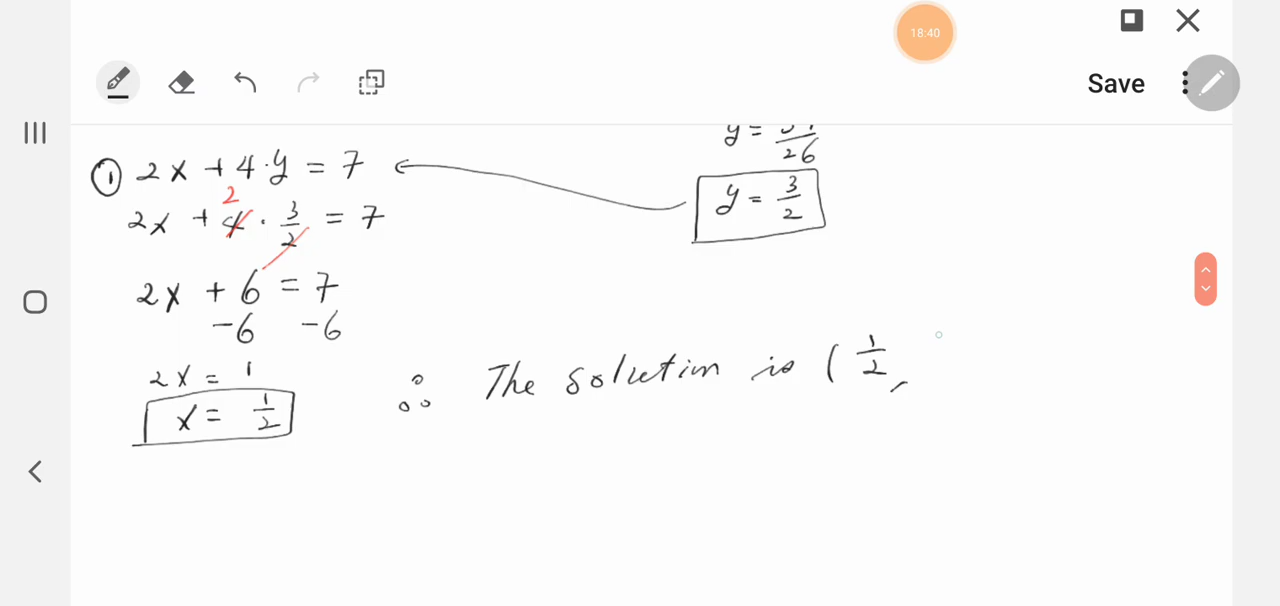 18:40
Save
① 2x + 4·y = 7
2x + 4 · 3/2 = 7
2
2x + 6 = 7
-6 -6
2x = 1
x = 1/2
26
y = 3/2
∴ The solution is ( 1/2 ,